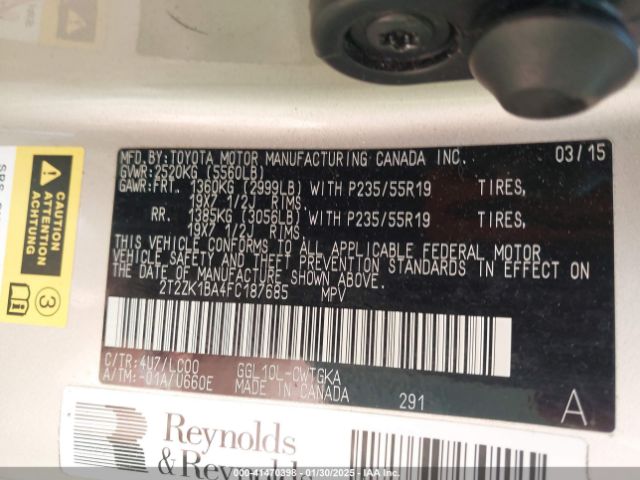 CAUTION
ATTENTION
ACHTUNG
3
MFD.BY:TOYOTA MOTOR MANUFACTURING CANADA INC. 03/15
GVWR:2520KG (5560LB)
GAWR:FRT. 1360KG (2999LB) WITH P235/55R19 TIRES,
19X7 1/2J RIMS.
RR. 1385KG (3056LB) WITH P235/55R19 TIRES,
19X7 1/2J RIMS.
THIS VEHICLE CONFORMS TO ALL APPLICABLE FEDERAL MOTOR
VEHICLE SAFETY AND THEFT PREVENTION STANDARDS IN EFFECT ON
THE DATE OF MANUFACTURE SHOWN ABOVE.
2T2ZK1BA4FC187685 MPV
C/TR:4U7/LC00 GGL10L-CWTGKA
A/TM:-01A/U660E MADE IN CANADA 291 A
Reynolds
& Reynolds
000-41470398 - 01/30/2025 - IAA Inc.